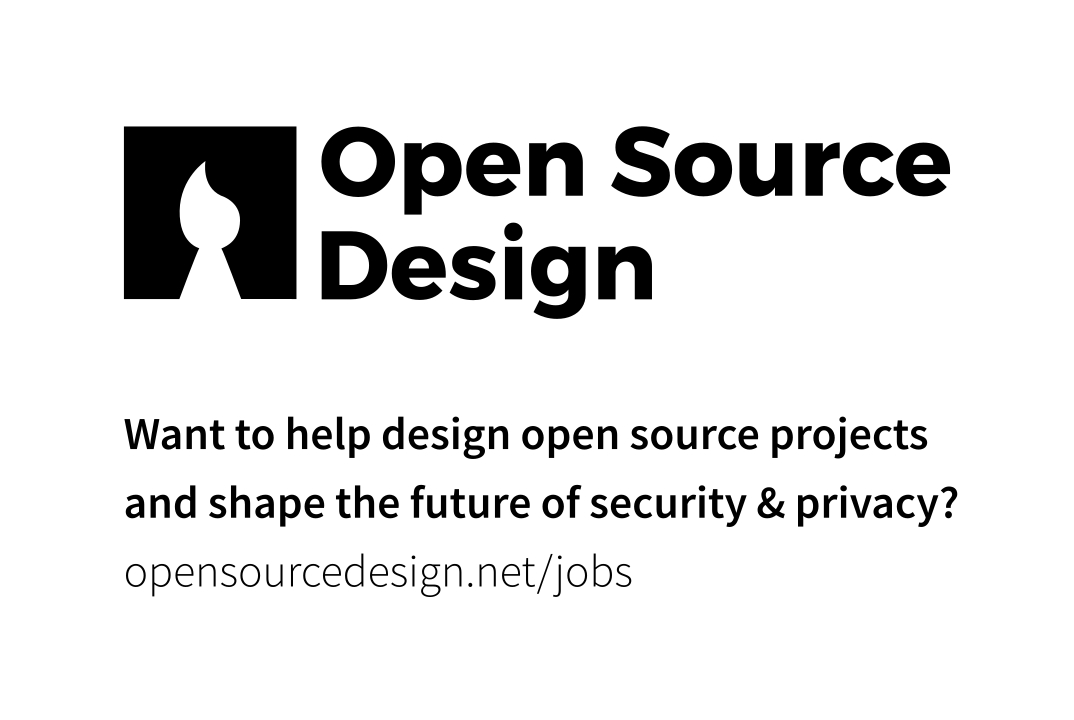 Open Source
Design
Want to help design open source projects
and shape the future of security & privacy?
opensourcedesign.net/jobs